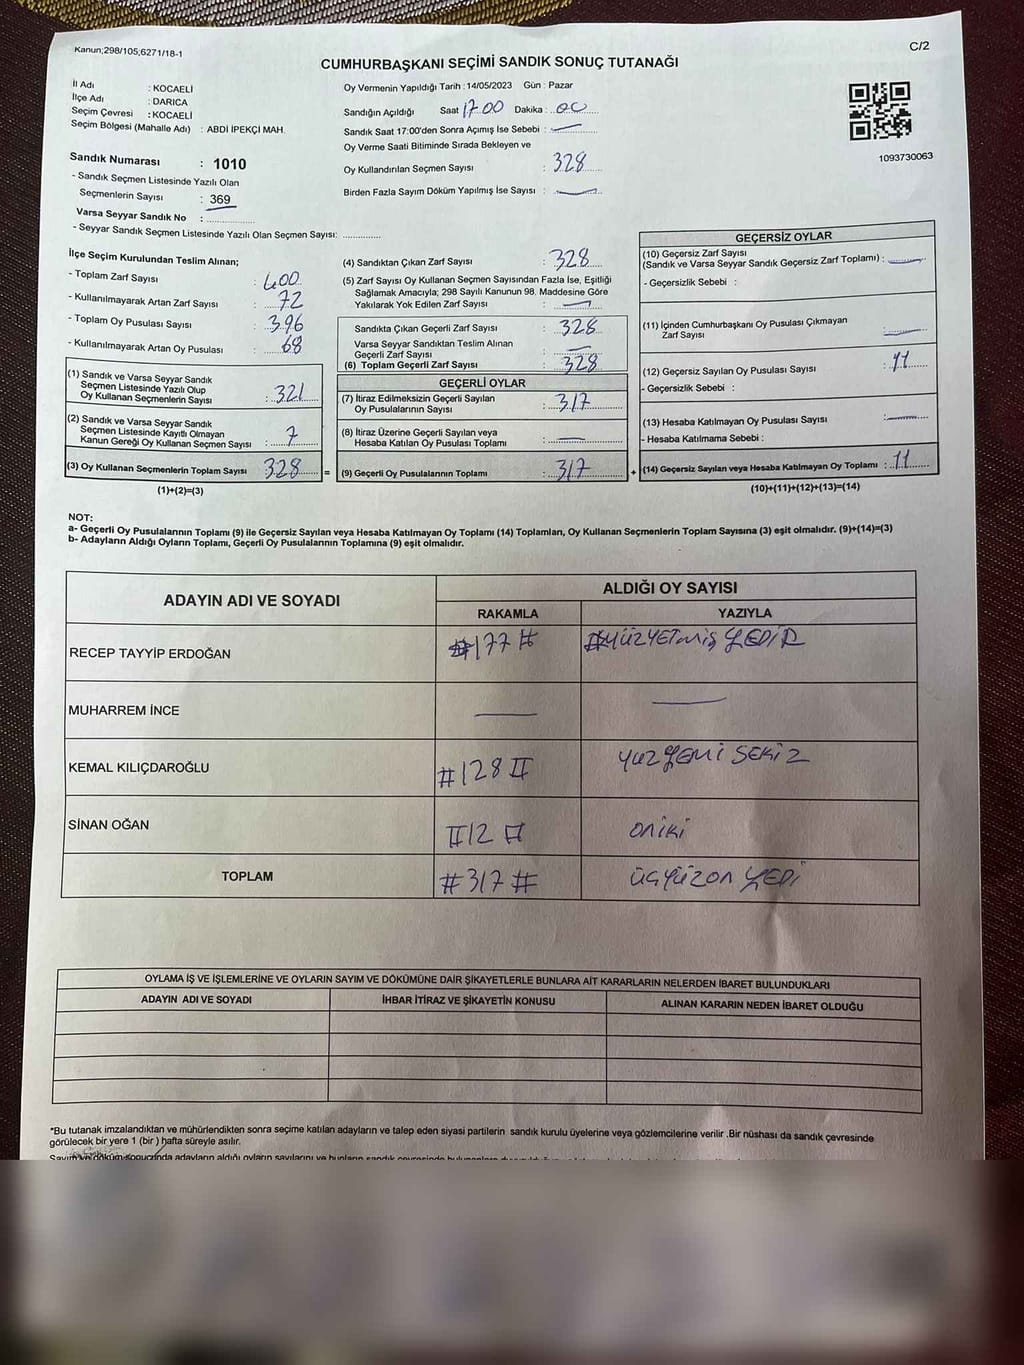 Kanun;298/105;6271/18-1
C/2
CUMHURBAŞKANI SEÇİMİ SANDIK SONUÇ TUTANAĞI
İl Adı : KOCAELİ
İlçe Adı : DARICA
Seçim Çevresi : KOCAELİ
Seçim Bölgesi (Mahalle Adı) : ABDİ İPEKÇİ MAH.
Sandık Numarası : 1010
- Sandık Seçmen Listesinde Yazılı Olan
Seçmenlerin Sayısı : 369
Varsa Seyyar Sandık No :
- Seyyar Sandık Seçmen Listesinde Yazılı Olan Seçmen Sayısı:
Oy Vermenin Yapıldığı Tarih : 14/05/2023 Gün : Pazar
Sandığın Açıldığı Saat 17 00 Dakika : 00
Sandık Saat 17:00'den Sonra Açımış İse Sebebi : —
Oy Verme Saati Bitiminde Sırada Bekleyen ve
Oy Kullandırılan Seçmen Sayısı : 328
Birden Fazla Sayım Döküm Yapılmış İse Sayısı : —
1093730063
İlçe Seçim Kurulundan Teslim Alınan;
- Toplam Zarf Sayısı : 400
- Kullanılmayarak Artan Zarf Sayısı : 72
- Toplam Oy Pusulası Sayısı : 396
- Kullanılmayarak Artan Oy Pusulası : 68
(1) Sandık ve Varsa Seyyar Sandık
Seçmen Listesinde Yazılı Olup
Oy Kullanan Seçmenlerin Sayısı : 321
(2) Sandık ve Varsa Seyyar Sandık
Seçmen Listesinde Kayıtlı Olmayan
Kanun Gereği Oy Kullanan Seçmen Sayısı : 7
(3) Oy Kullanan Seçmenlerin Toplam Sayısı 328 =
(1)+(2)=(3)
(4) Sandıktan Çıkan Zarf Sayısı : 328
(5) Zarf Sayısı Oy Kullanan Seçmen Sayısından Fazla İse, Eşitliği
Sağlamak Amacıyla; 298 Sayılı Kanunun 98. Maddesine Göre
Yakılarak Yok Edilen Zarf Sayısı : —
Sandıkta Çıkan Geçerli Zarf Sayısı : 328
Varsa Seyyar Sandıktan Teslim Alınan
Geçerli Zarf Sayısı : —
(6) Toplam Geçerli Zarf Sayısı : 328
GEÇERLİ OYLAR
(7) İtiraz Edilmeksizin Geçerli Sayılan
Oy Pusulalarının Sayısı : 317
(8) İtiraz Üzerine Geçerli Sayılan veya
Hesaba Katılan Oy Pusulası Toplamı : —
(9) Geçerli Oy Pusulalarının Toplamı : 317 +
GEÇERSİZ OYLAR
(10) Geçersiz Zarf Sayısı
(Sandık ve Varsa Seyyar Sandık Geçersiz Zarf Toplamı) : —
- Geçersizlik Sebebi :
(11) İçinden Cumhurbaşkanı Oy Pusulası Çıkmayan
Zarf Sayısı : —
(12) Geçersiz Sayılan Oy Pusulası Sayısı : 11
- Geçersizlik Sebebi :
(13) Hesaba Katılmayan Oy Pusulası Sayısı : —
- Hesaba Katılmama Sebebi :
(14) Geçersiz Sayılan veya Hesaba Katılmayan Oy Toplamı : 11
(10)+(11)+(12)+(13)=(14)
NOT:
a- Geçerli Oy Pusulalarının Toplamı (9) ile Geçersiz Sayılan veya Hesaba Katılmayan Oy Toplamı (14) Toplamları, Oy Kullanan Seçmenlerin Toplam Sayısına (3) eşit olmalıdır. (9)+(14)=(3)
b- Adayların Aldığı Oyların Toplamı, Geçerli Oy Pusulalarının Toplamına (9) eşit olmalıdır.
ADAYIN ADI VE SOYADI ALDIĞI OY SAYISI
RAKAMLA YAZIYLA
RECEP TAYYİP ERDOĞAN #177# #YÜZYETMİŞ YEDİ#
MUHARREM İNCE — —
KEMAL KILIÇDAROĞLU #128# YUZYEMİ SEKİZ
SİNAN OĞAN #12# ONİKİ
TOPLAM #317# ÜÇYÜZON YEDİ
OYLAMA İŞ VE İŞLEMLERİNE VE OYLARIN SAYIM VE DÖKÜMÜNE DAİR ŞİKAYETLERLE BUNLARA AİT KARARLARIN NELERDEN İBARET BULUNDUKLARI
ADAYIN ADI VE SOYADI İHBAR İTİRAZ VE ŞİKAYETİN KONUSU ALINAN KARARIN NEDEN İBARET OLDUĞU
*Bu tutanak imzalandıktan ve mühürlendikten sonra seçime katılan adayların ve talep eden siyasi partilerin sandık kurulu üyelerine veya gözlemcilerine verilir .Bir nüshası da sandık çevresinde
görülecek bir yere 1 (bir ) hafta süreyle asılır.
Sayım ve döküm sonucunda adayların aldığı oyların sayılarını ve bunların sandık çevresinde